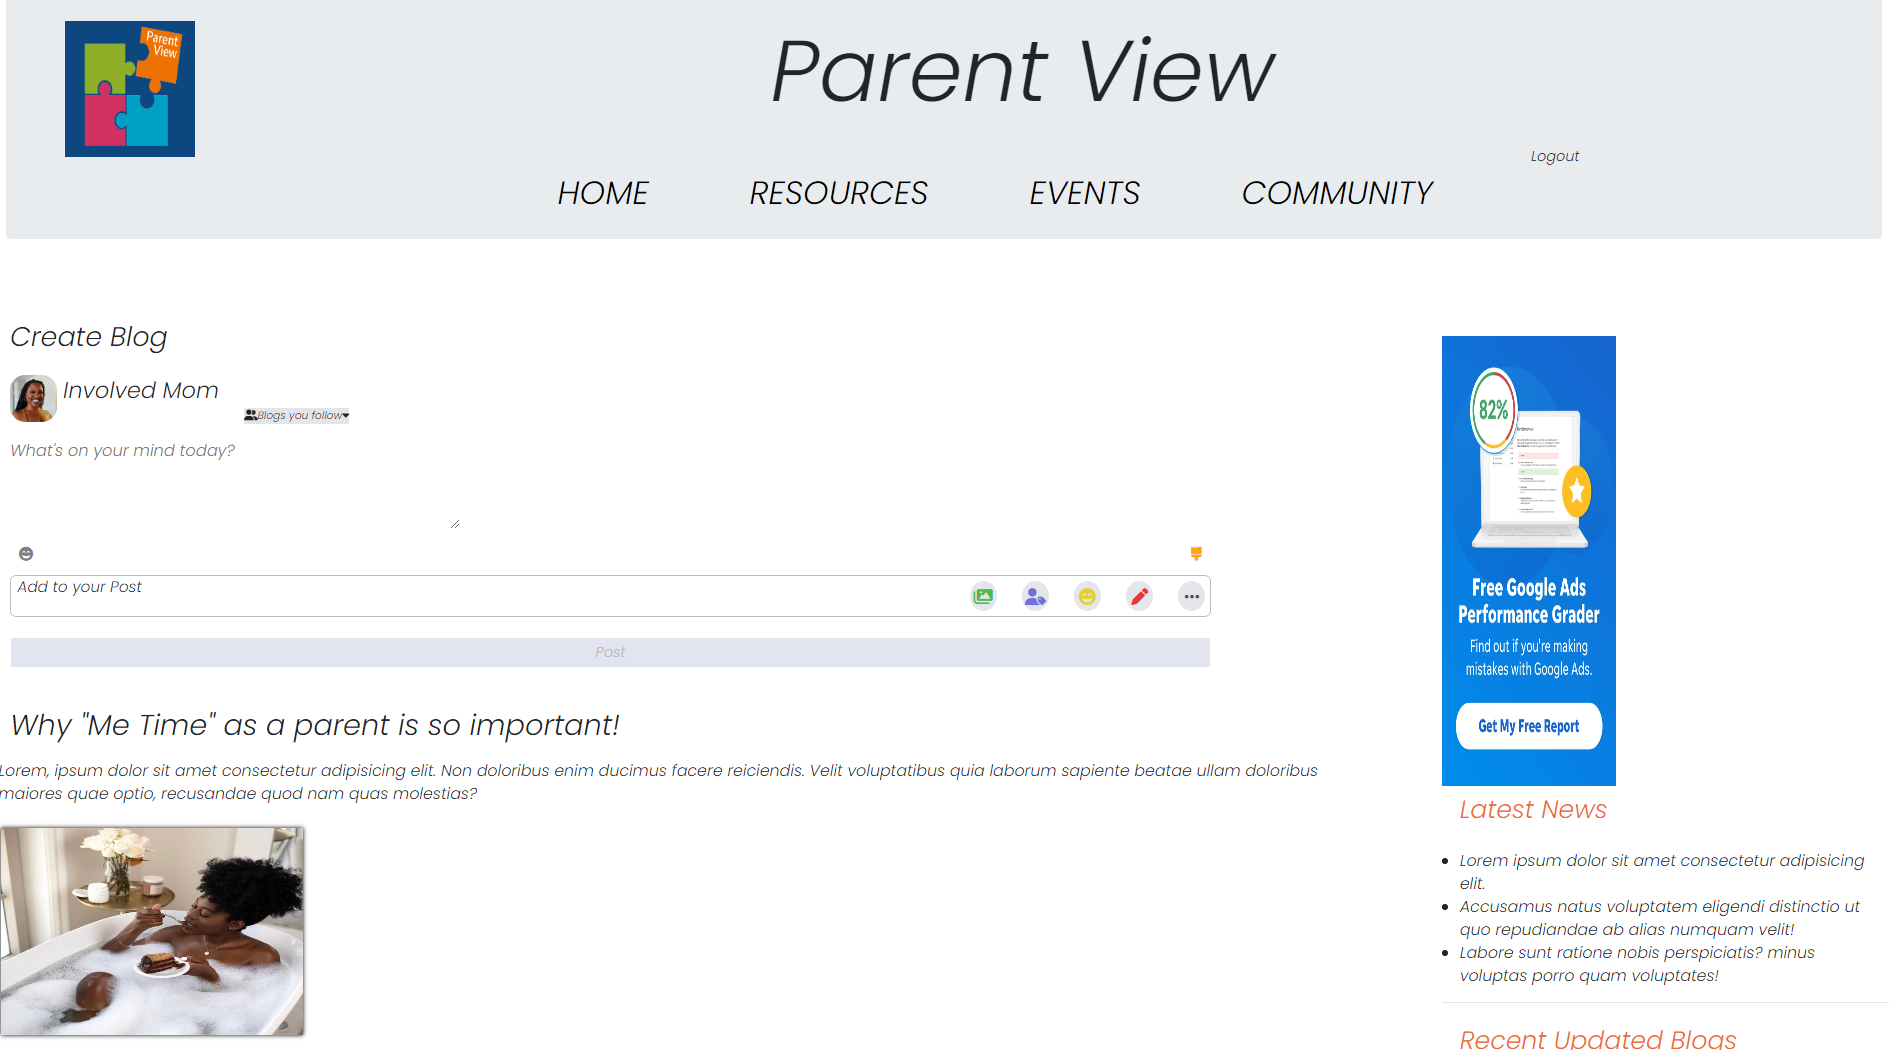 Parent
View
Parent View
Logout
HOME RESOURCES EVENTS COMMUNITY
Create Blog
Involved Mom
Blogs you follow
What's on your mind today?
Add to your Post
Post
Why "Me Time" as a parent is so important!
Lorem, ipsum dolor sit amet consectetur adipisicing elit. Non doloribus enim ducimus facere reiciendis. Velit voluptatibus quia laborum sapiente beatae ullam doloribus
maiores quae optio, recusandae quod nam quas molestias?
82%
Free Google Ads
Performance Grader
Find out if you're making
mistakes with Google Ads.
Get My Free Report
Latest News
Lorem ipsum dolor sit amet consectetur adipisicing
elit.
Accusamus natus voluptatem eligendi distinctio ut
quo repudiandae ab alias numquam velit!
Labore sunt ratione nobis perspiciatis? minus
voluptas porro quam voluptates!
Recent Updated Blogs